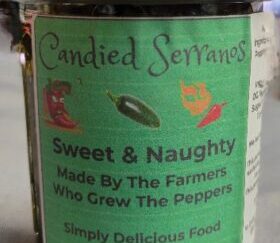 Candied Serranos
Sweet & Naughty
Made By The Farmers
Who Grew The Peppers
Simply Delicious Food